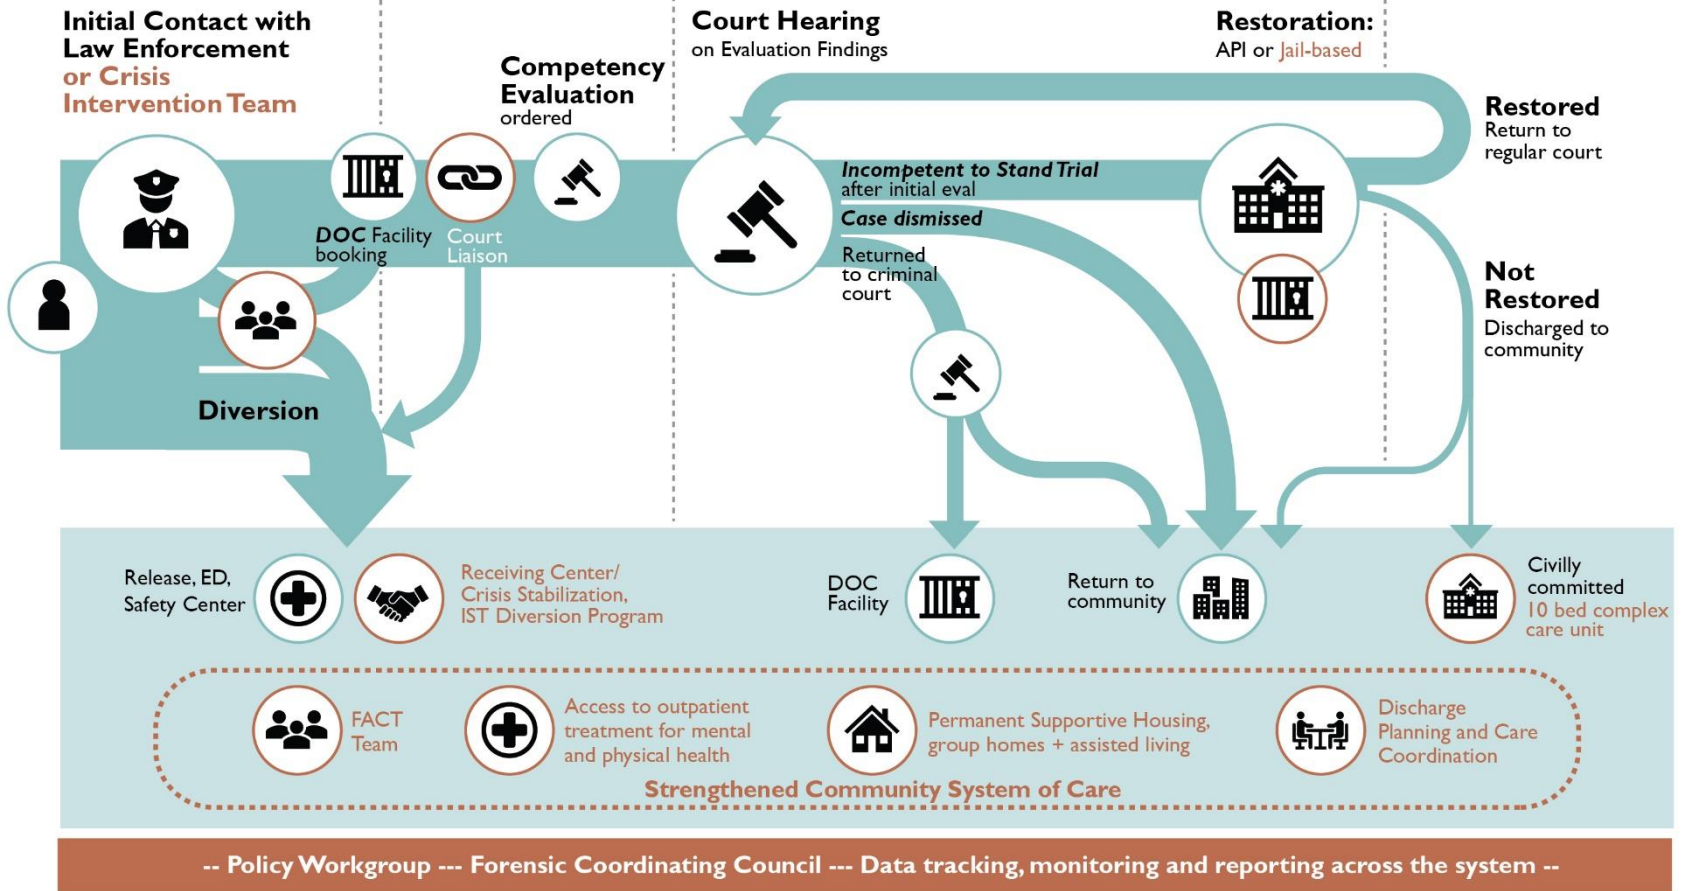 Initial Contact with
Law Enforcement
or Crisis
Intervention Team
Competency
Evaluation
ordered
Court Hearing
on Evaluation Findings
Restoration:
API or Jail-based
Restored
Return to
regular court
DOC Facility
booking
Court
Liaison
Incompetent to Stand Trial
after initial eval
Case dismissed
Returned
to criminal
court
Not
Restored
Discharged to
community
Diversion
Release, ED,
Safety Center
Receiving Center/
Crisis Stabilization,
IST Diversion Program
DOC
Facility
Return to
community
Civilly
committed
10 bed complex
care unit
FACT
Team
Access to outpatient
treatment for mental
and physical health
Permanent Supportive Housing,
group homes + assisted living
Discharge
Planning and Care
Coordination
Strengthened Community System of Care
-- Policy Workgroup --- Forensic Coordinating Council --- Data tracking, monitoring and reporting across the system --